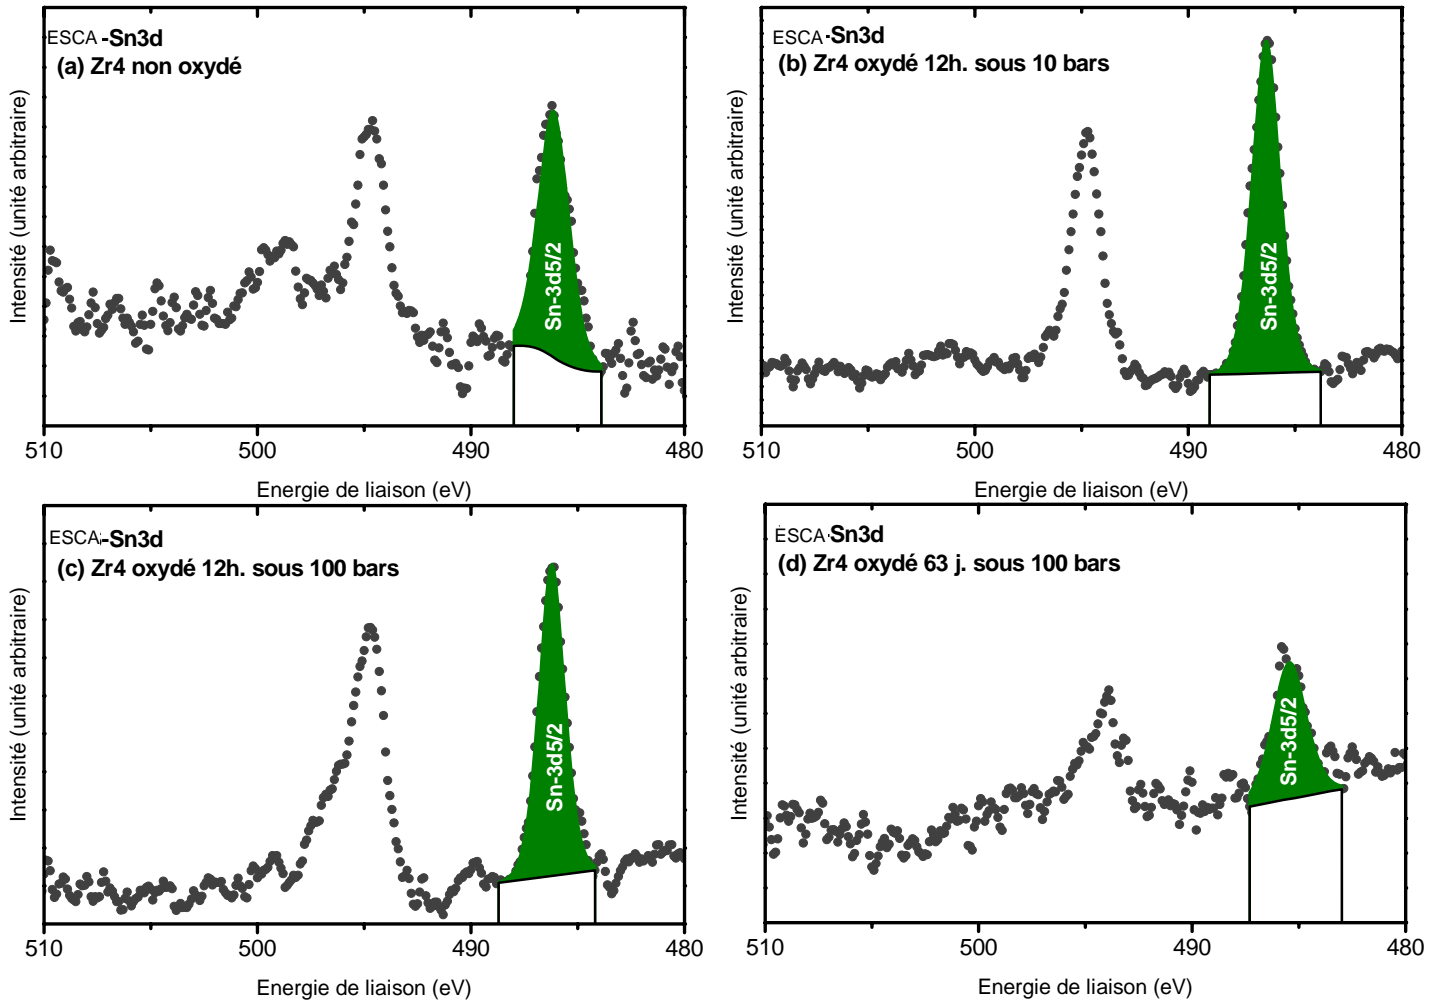 ESCA -Sn3d
(a) Zr4 non oxydé
Intensité (unité arbitraire)
Sn-3d5/2
510 500 490 480
Energie de liaison (eV)
ESCA-Sn3d
(b) Zr4 oxydé 12h. sous 10 bars
Intensité (unité arbitraire)
Sn-3d5/2
510 500 490 480
Energie de liaison (eV)
ESCA-Sn3d
(c) Zr4 oxydé 12h. sous 100 bars
Intensité (unité arbitraire)
Sn-3d5/2
510 500 490 480
Energie de liaison (eV)
ESCA-Sn3d
(d) Zr4 oxydé 63 j. sous 100 bars
Intensité (unité arbitraire)
Sn-3d5/2
510 500 490 480
Energie de liaison (eV)